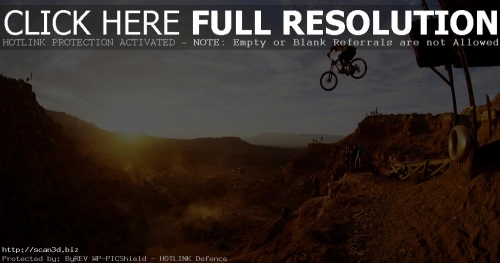 CLICK HERE FULL RESOLUTION
HOTLINK PROTECTION ACTIVATED - NOTE: Empty or Blank Referrals are not Allowed
http://scan3d.biz
Protected by: ByREV WP-PICShield - HOTLINK Defence